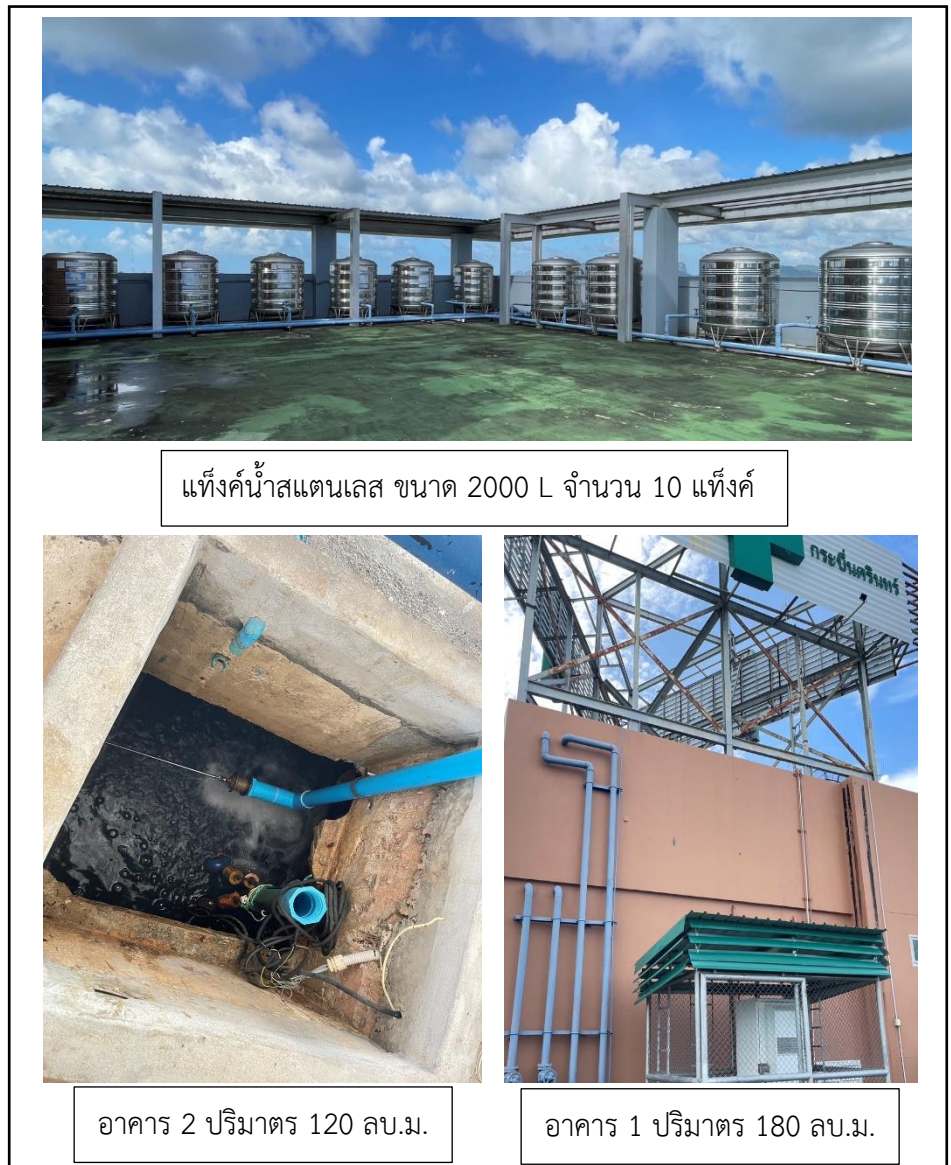 แท็งค์น้ำสแตนเลส ขนาด 2000 L จำนวน 10 แท็งค์
กระบี่นครินทร์
อาคาร 2 ปริมาตร 120 ลบ.ม.
อาคาร 1 ปริมาตร 180 ลบ.ม.